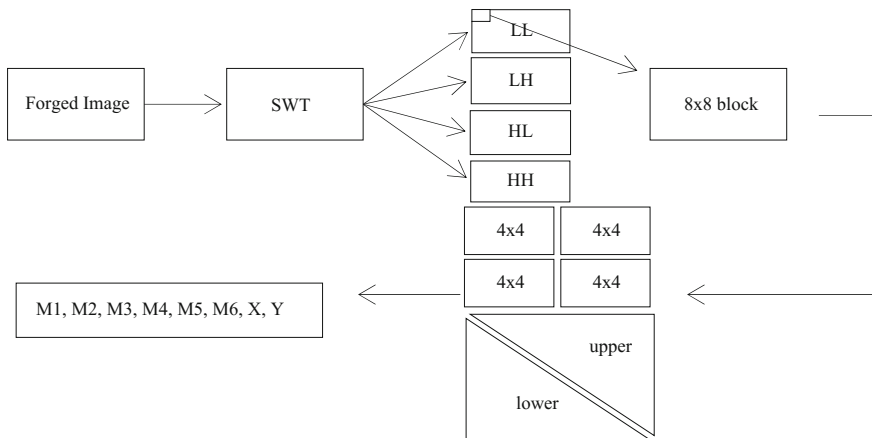 Forged Image
SWT
LL
LH
HL
HH
8x8 block
4x4 4x4
4x4 4x4
upper
lower
M1, M2, M3, M4, M5, M6, X, Y